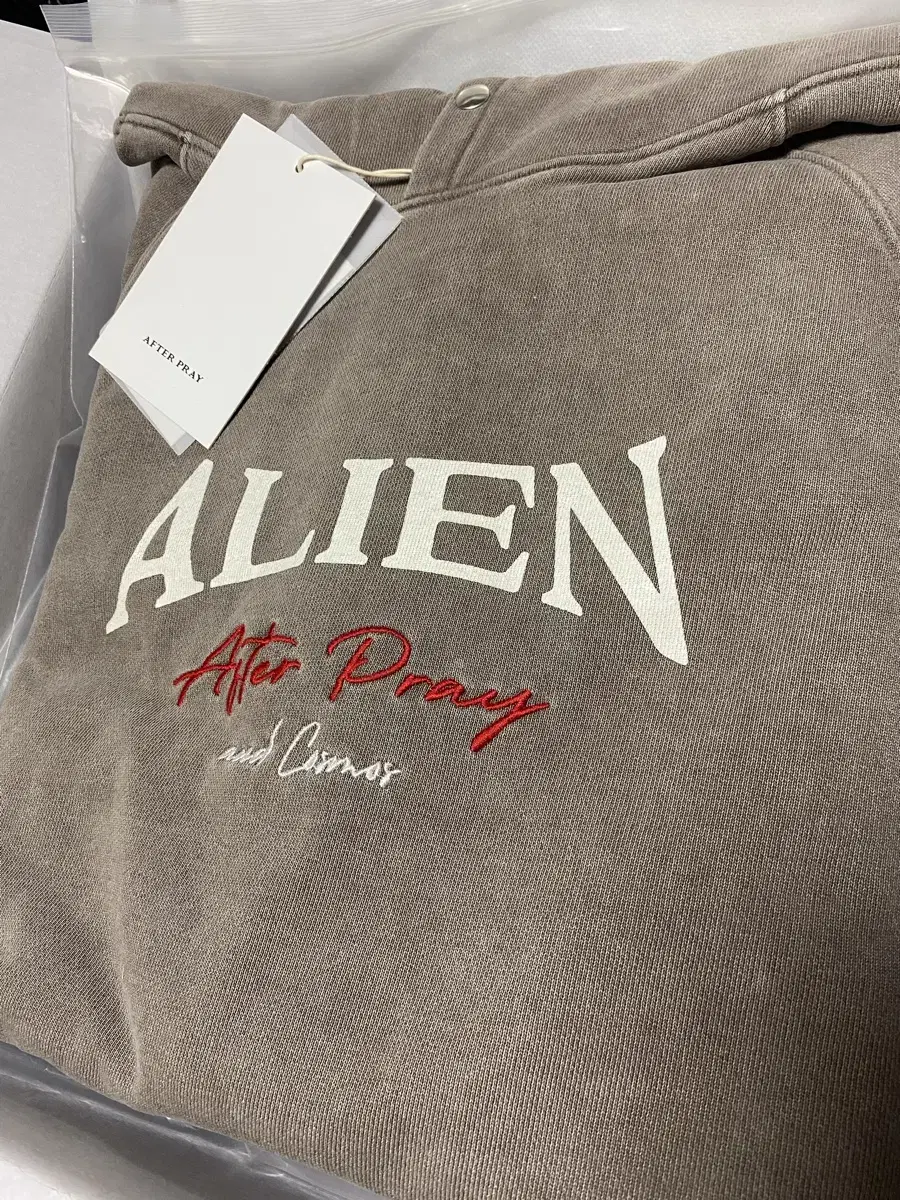 AFTER PRAY
ALIEN
After Pray
and Cosmos